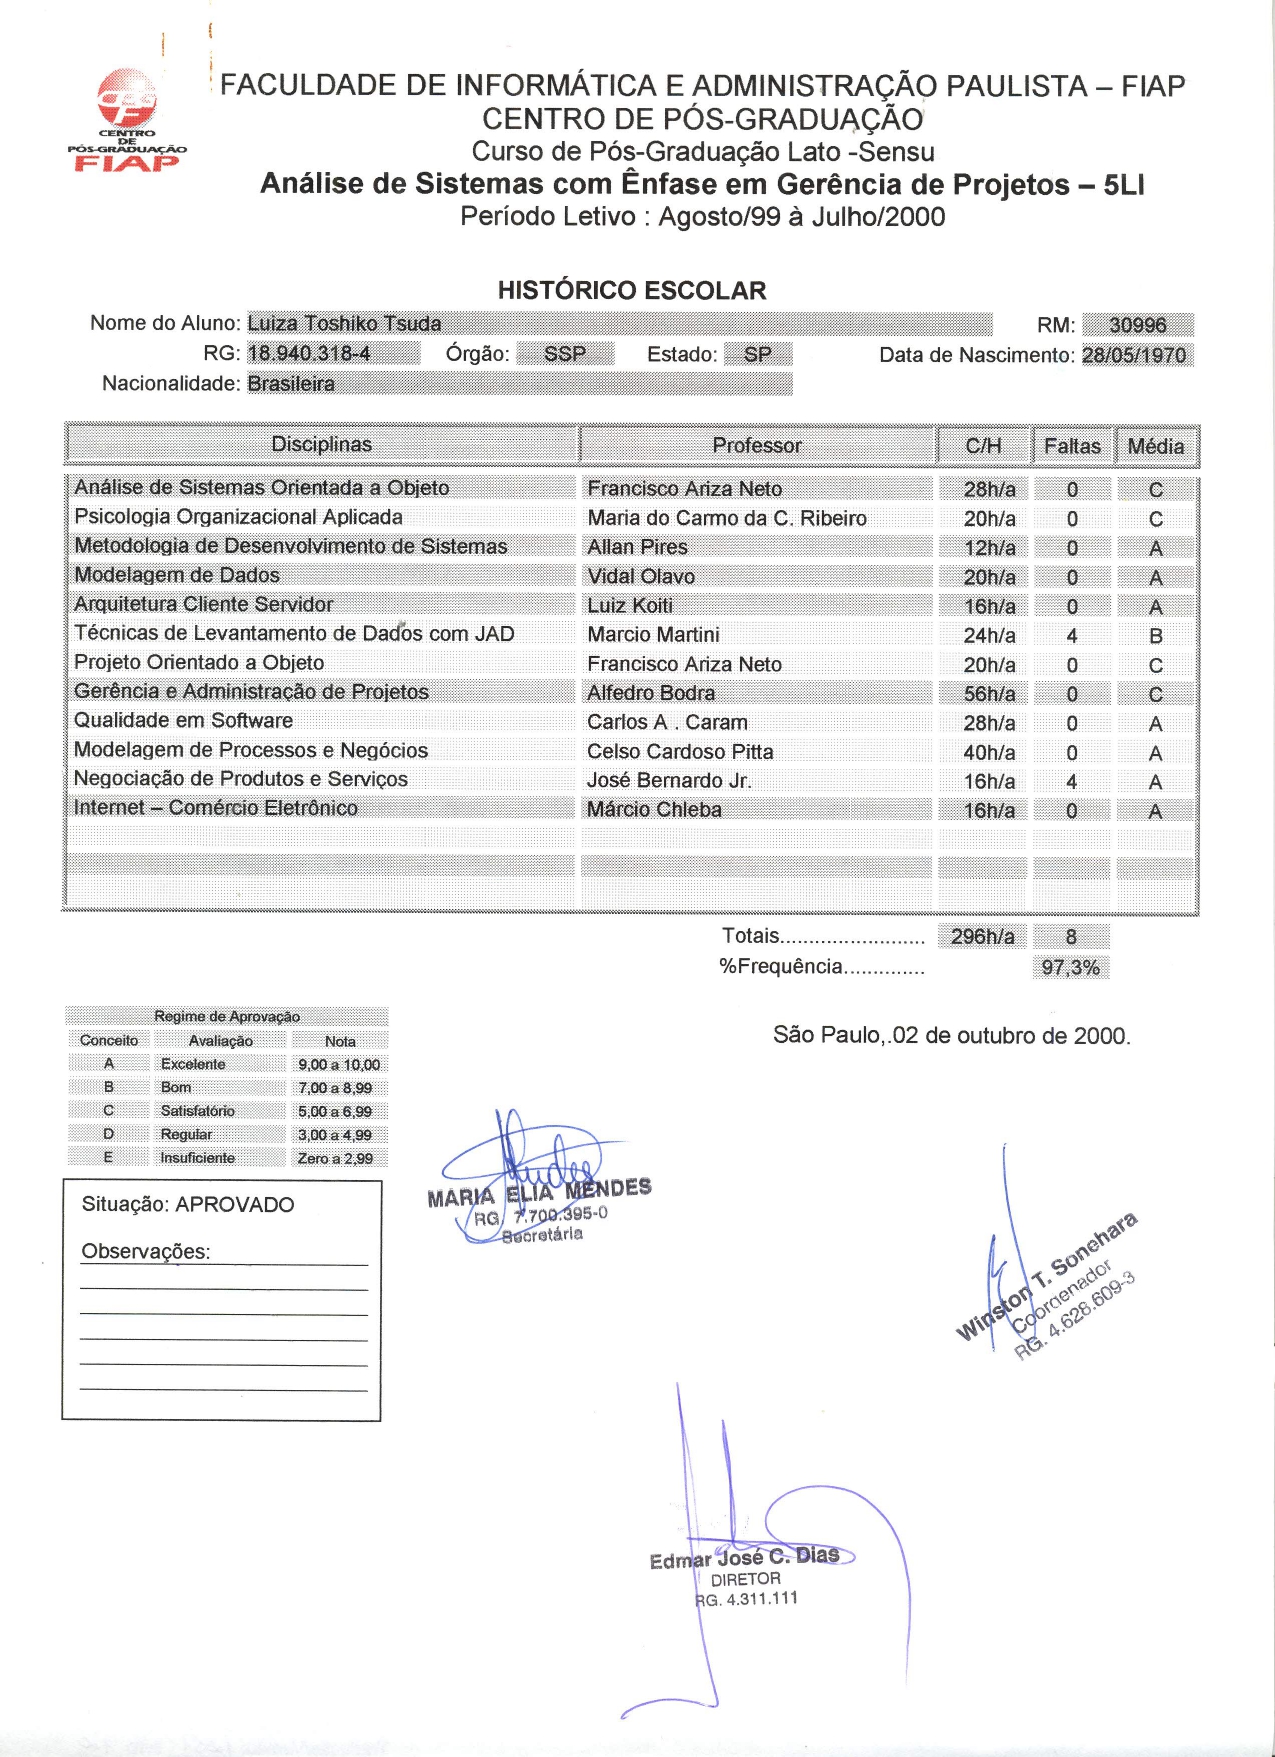 CENTRO
DE
PÓS-GRADUAÇÃO
FIAP
FACULDADE DE INFORMÁTICA E ADMINISTRAÇÃO PAULISTA – FIAP
CENTRO DE PÓS-GRADUAÇÃO
Curso de Pós-Graduação Lato -Sensu
Análise de Sistemas com Ênfase em Gerência de Projetos – 5LI
Período Letivo : Agosto/99 à Julho/2000
HISTÓRICO ESCOLAR
Nome do Aluno: Luiza Toshiko Tsuda RM: 30996
RG: 18.940.318-4 Órgão: SSP Estado: SP Data de Nascimento: 28/05/1970
Nacionalidade: Brasileira
Disciplinas Professor C/H Faltas Média
Análise de Sistemas Orientada a Objeto Francisco Ariza Neto 28h/a 0 C
Psicologia Organizacional Aplicada Maria do Carmo da C. Ribeiro 20h/a 0 C
Metodologia de Desenvolvimento de Sistemas Allan Pires 12h/a 0 A
Modelagem de Dados Vidal Olavo 20h/a 0 A
Arquitetura Cliente Servidor Luiz Koiti 16h/a 0 A
Técnicas de Levantamento de Dados com JAD Marcio Martini 24h/a 4 B
Projeto Orientado a Objeto Francisco Ariza Neto 20h/a 0 C
Gerência e Administração de Projetos Alfedro Bodra 56h/a 0 C
Qualidade em Software Carlos A . Caram 28h/a 0 A
Modelagem de Processos e Negócios Celso Cardoso Pitta 40h/a 0 A
Negociação de Produtos e Serviços José Bernardo Jr. 16h/a 4 A
Internet – Comércio Eletrônico Márcio Chleba 16h/a 0 A
Totais......................... 296h/a 8
%Frequência.............. 97,3%
Regime de Aprovação
Conceito Avaliação Nota
A Excelente 9,00 a 10,00
B Bom 7,00 a 8,99
C Satisfatório 5,00 a 6,99
D Regular 3,00 a 4,99
E Insuficiente Zero a 2,99
São Paulo,.02 de outubro de 2000.
Situação: APROVADO
Observações:
MARIA ELIA MENDES
RG, 7.700.395-0
Secretária
Winston T. Sonehara
Coordenador
RG. 4.628.609-3
Edmar José C. Dias
DIRETOR
RG. 4.311.111